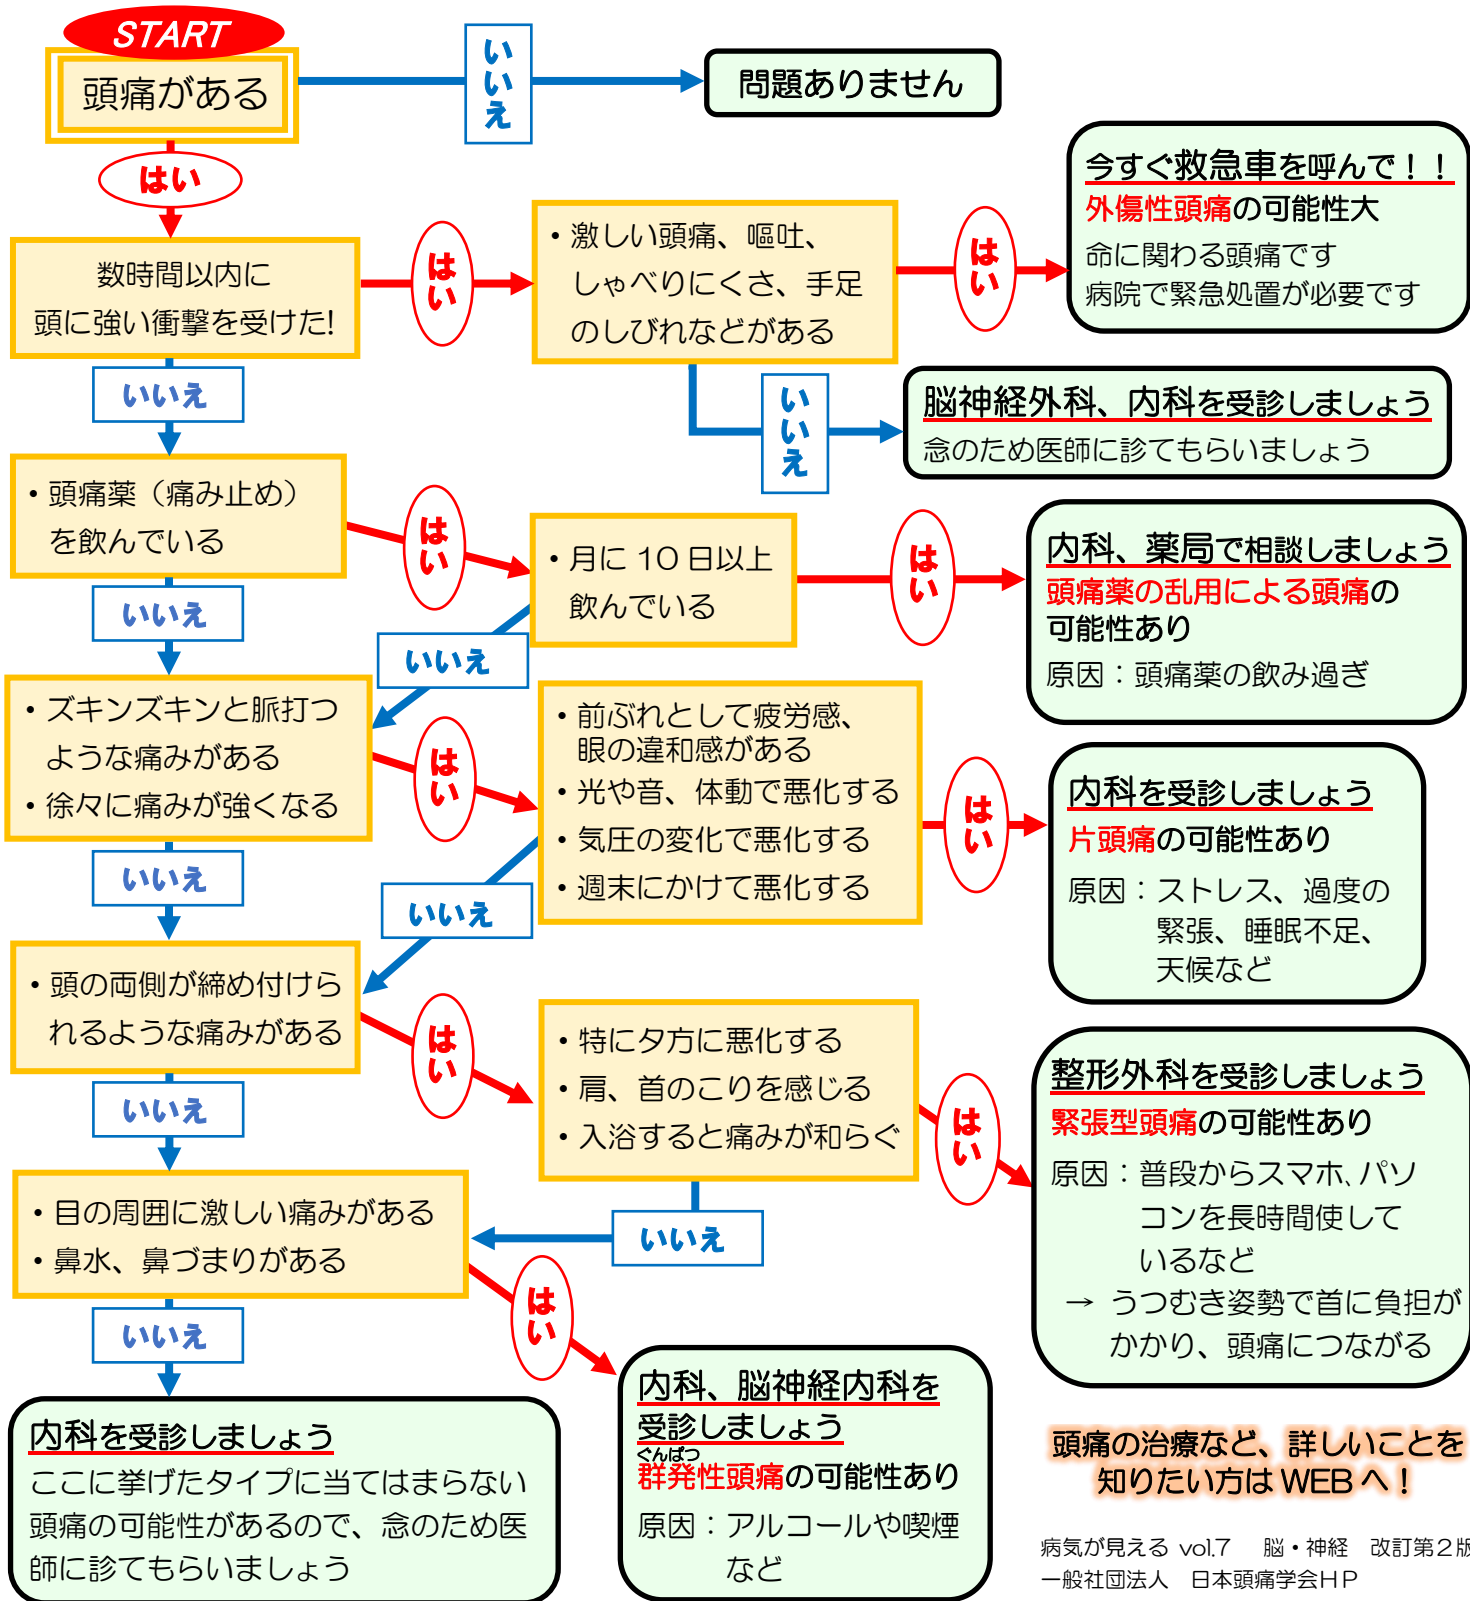 START
頭痛がある
いいえ
問題ありません
はい
数時間以内に
頭に強い衝撃を受けた!
はい
・激しい頭痛、嘔吐、
しゃべりにくさ、手足
のしびれなどがある
はい
今すぐ救急車を呼んで！！
外傷性頭痛の可能性大
命に関わる頭痛です
病院で緊急処置が必要です
いいえ
いいえ
脳神経外科、内科を受診しましょう
念のため医師に診てもらいましょう
・頭痛薬（痛み止め）
を飲んでいる
はい
・月に 10 日以上
飲んでいる
はい
内科、薬局で相談しましょう
頭痛薬の乱用による頭痛の
可能性あり
原因：頭痛薬の飲み過ぎ
いいえ
いいえ
・ズキンズキンと脈打つ
ような痛みがある
・徐々に痛みが強くなる
はい
・前ぶれとして疲労感、
眼の違和感がある
・光や音、体動で悪化する
・気圧の変化で悪化する
・週末にかけて悪化する
はい
内科を受診しましょう
片頭痛の可能性あり
原因：ストレス、過度の
緊張、睡眠不足、
天候など
いいえ
いいえ
・頭の両側が締め付けら
れるような痛みがある
はい
・特に夕方に悪化する
・肩、首のこりを感じる
・入浴すると痛みが和らぐ
はい
整形外科を受診しましょう
緊張型頭痛の可能性あり
原因：普段からスマホ、パソ
コンを長時間使して
いるなど
→ うつむき姿勢で首に負担が
かかり、頭痛につながる
いいえ
いいえ
・目の周囲に激しい痛みがある
・鼻水、鼻づまりがある
はい
内科、脳神経内科を
受診しましょう
ぐんぱつ
群発性頭痛の可能性あり
原因：アルコールや喫煙
など
いいえ
内科を受診しましょう
ここに挙げたタイプに当てはまらない
頭痛の可能性があるので、念のため医
師に診てもらいましょう
頭痛の治療など、詳しいことを
知りたい方は WEB へ！
病気が見える vol.7 脳・神経 改訂第２版
一般社団法人 日本頭痛学会ＨＰ